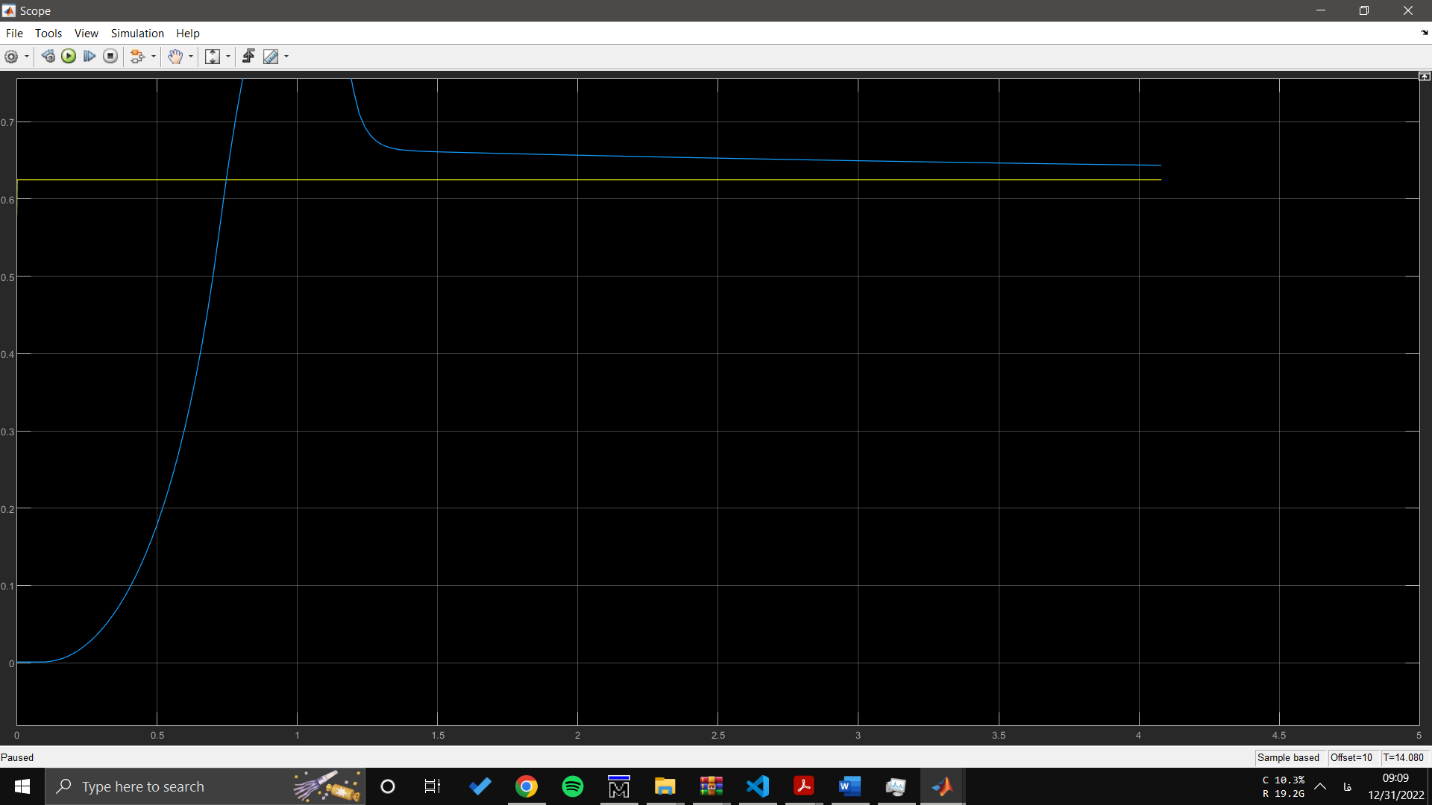 Scope
File Tools View Simulation Help
0.7
0.6
0.5
0.4
0.3
0.2
0.1
0
0 0.5 1 1.5 2 2.5 3 3.5 4 4.5 5
Paused Sample based Offset=10 T=14.080
Type here to search
C 10.3%
R 19.2G
فا
09:09
12/31/2022